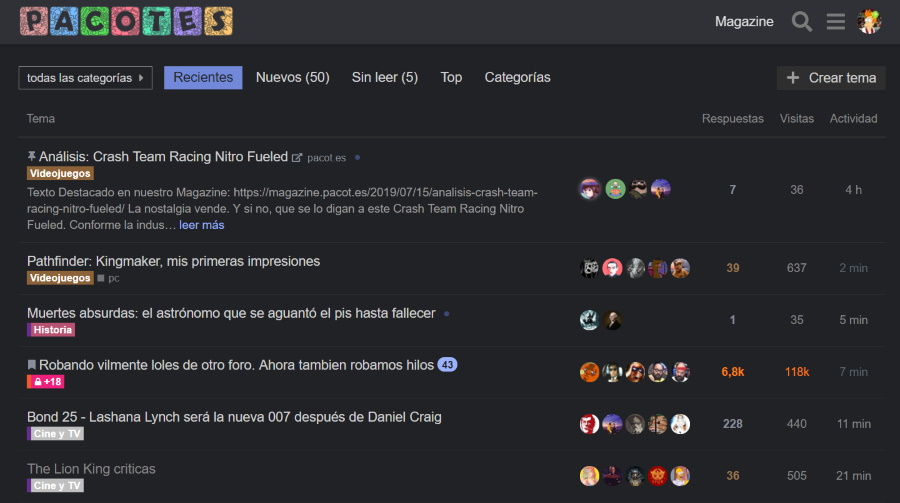 PACOTES
Magazine
todas las categorías
Recientes
Nuevos (50)
Sin leer (5)
Top
Categorías
Crear tema
Tema
Respuestas
Visitas
Actividad
Análisis: Crash Team Racing Nitro Fueled pacot.es
Videojuegos
Texto Destacado en nuestro Magazine: https://magazine.pacot.es/2019/07/15/analisis-crash-team-
racing-nitro-fueled/ La nostalgia vende. Y si no, que se lo digan a este Crash Team Racing Nitro
Fueled. Conforme la indus… leer más
7
36
4 h
Pathfinder: Kingmaker, mis primeras impresiones
Videojuegos pc
39
637
2 min
Muertes absurdas: el astrónomo que se aguantó el pis hasta fallecer
Historia
1
35
5 min
Robando vilmente loles de otro foro. Ahora tambien robamos hilos 43
+18
6,8k
118k
7 min
Bond 25 - Lashana Lynch será la nueva 007 después de Daniel Craig
Cine y TV
228
440
11 min
The Lion King criticas
Cine y TV
36
505
21 min